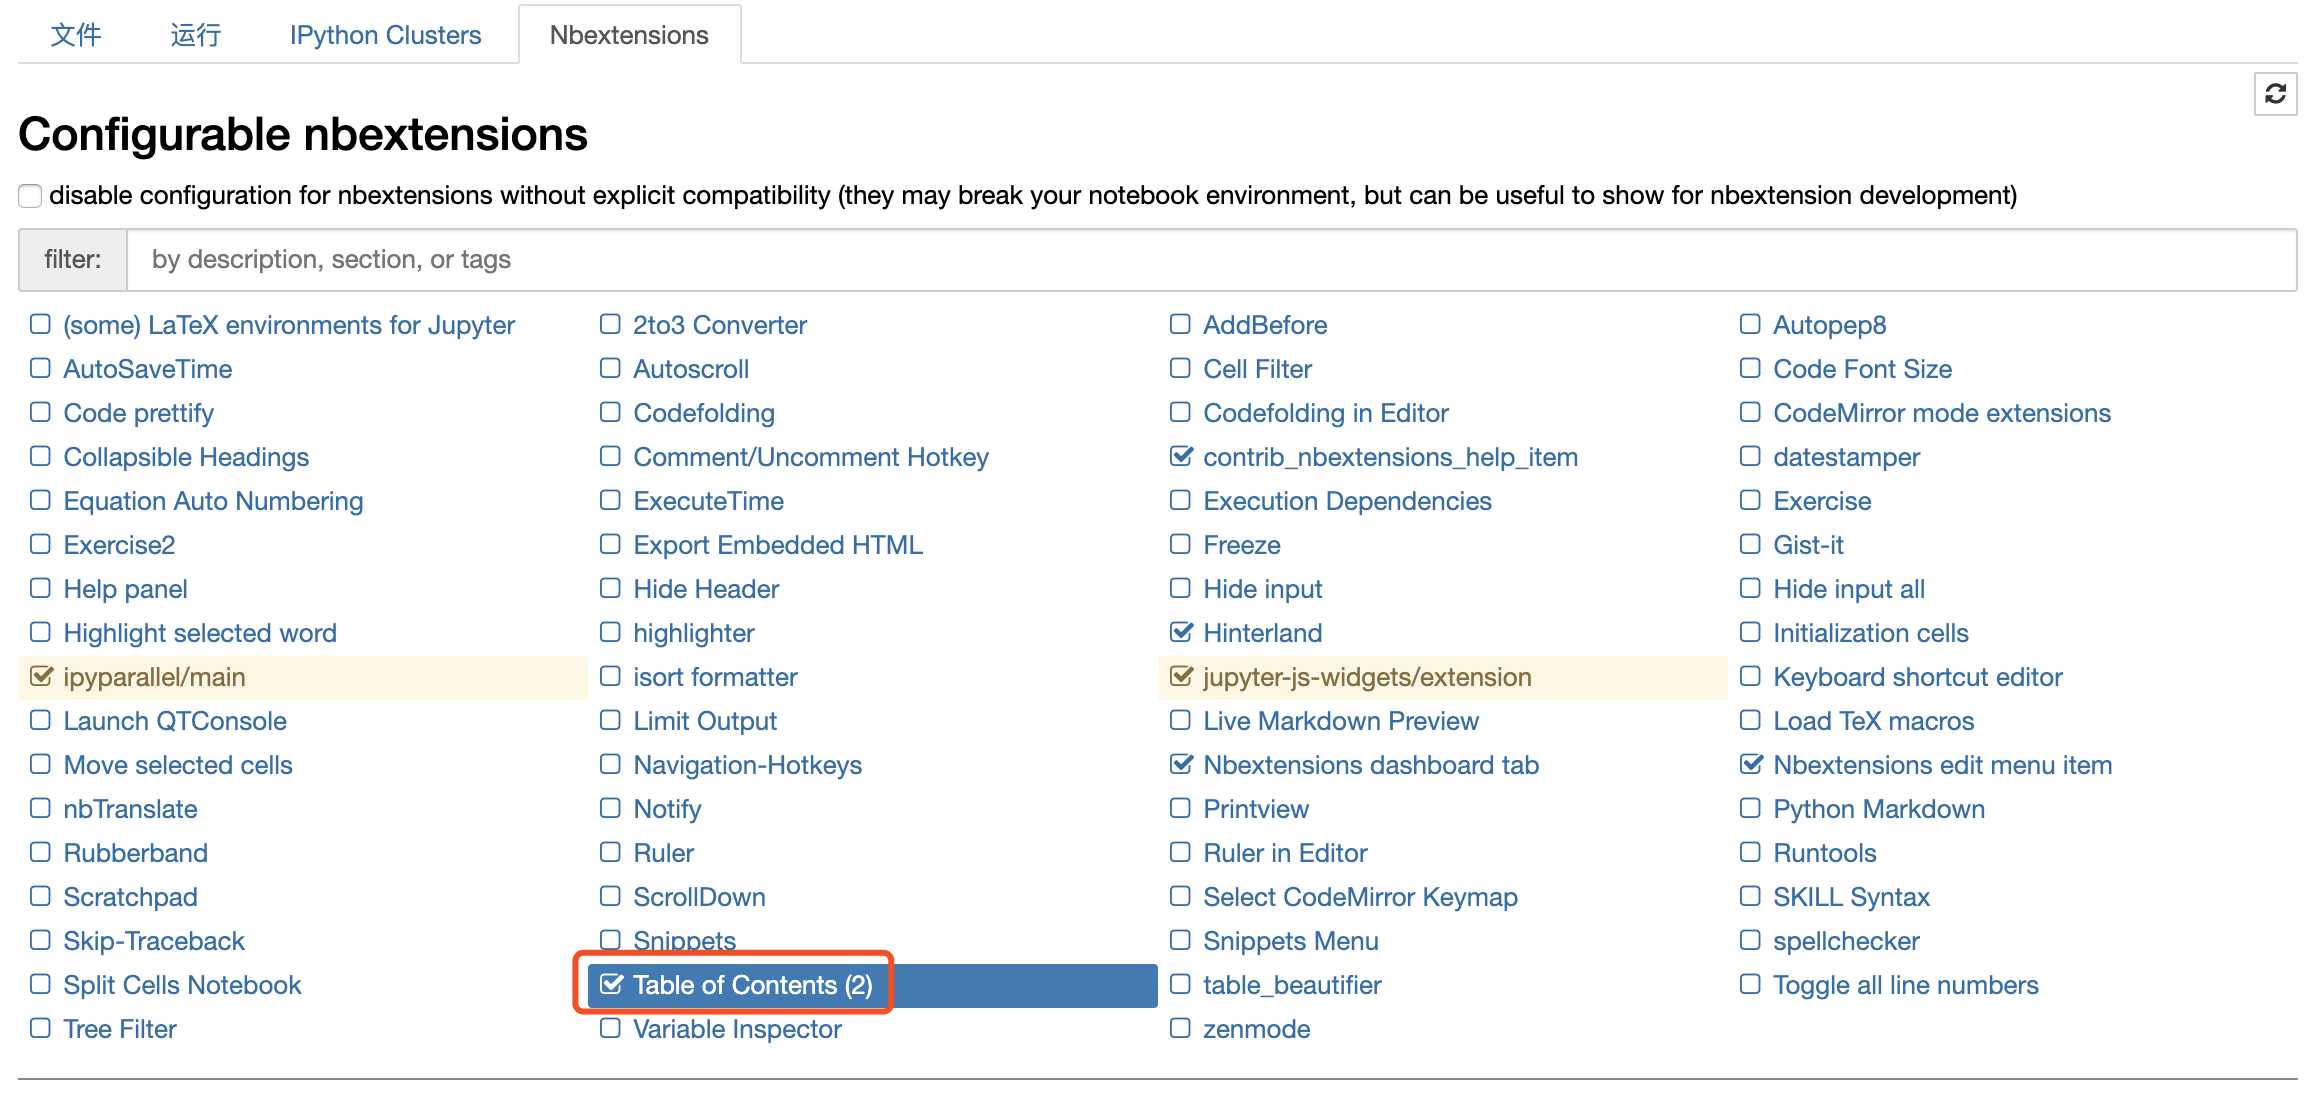 文件 运行 IPython Clusters Nbextensions
Configurable nbextensions
disable configuration for nbextensions without explicit compatibility (they may break your notebook environment, but can be useful to show for nbextension development)
filter: by description, section, or tags
(some) LaTeX environments for Jupyter 2to3 Converter AddBefore Autopep8
AutoSaveTime Autoscroll Cell Filter Code Font Size
Code prettify Codefolding Codefolding in Editor CodeMirror mode extensions
Collapsible Headings Comment/Uncomment Hotkey contrib_nbextensions_help_item datestamper
Equation Auto Numbering ExecuteTime Execution Dependencies Exercise
Exercise2 Export Embedded HTML Freeze Gist-it
Help panel Hide Header Hide input Hide input all
Highlight selected word highlighter Hinterland Initialization cells
ipyparallel/main isort formatter jupyter-js-widgets/extension Keyboard shortcut editor
Launch QTConsole Limit Output Live Markdown Preview Load TeX macros
Move selected cells Navigation-Hotkeys Nbextensions dashboard tab Nbextensions edit menu item
nbTranslate Notify Printview Python Markdown
Rubberband Ruler Ruler in Editor Runtools
Scratchpad ScrollDown Select CodeMirror Keymap SKILL Syntax
Skip-Traceback Snippets Snippets Menu spellchecker
Split Cells Notebook Table of Contents (2) table_beautifier Toggle all line numbers
Tree Filter Variable Inspector zenmode